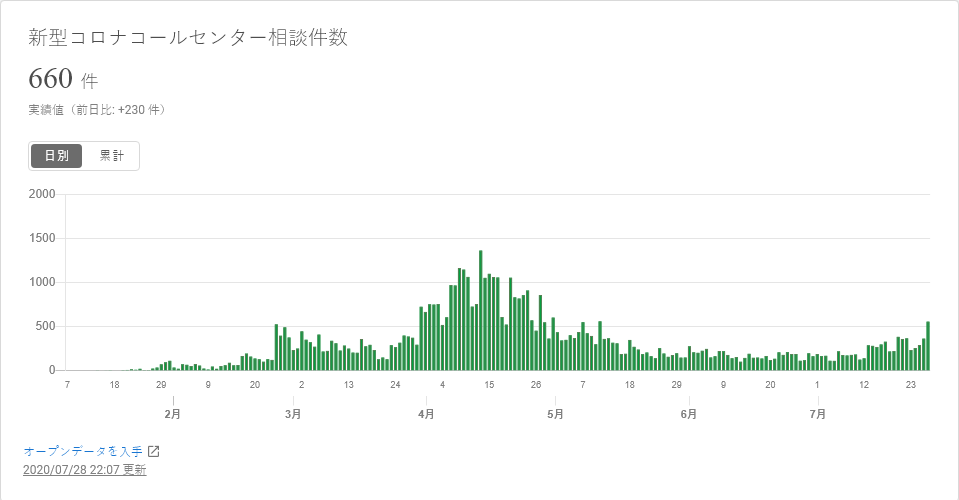 新型コロナコールセンター相談件数
660 件
実績値（前日比: +230 件）
日別 累計
2000
1500
1000
500
0
7 18 29 9 20 2 13 24 4 15 26 7 18 29 9 20 1 12 23
2月 3月 4月 5月 6月 7月
オープンデータを入手
2020/07/28 22:07 更新